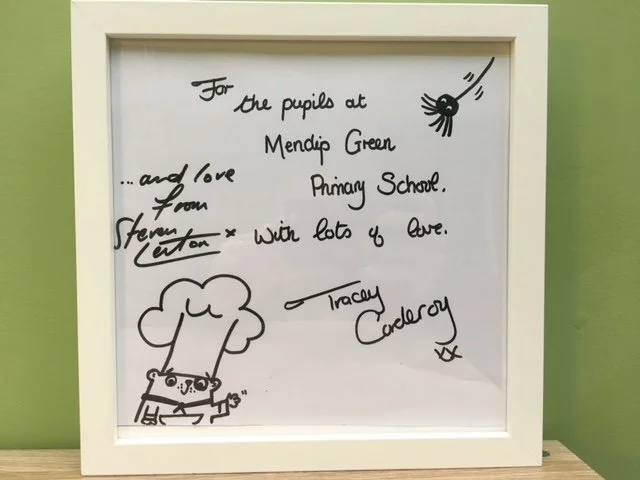 For
the pupils at
Mendip Green
Primary School.
with lots of love.
Tracey
Corderoy
xx
...and love
from
Steven
Lenton x